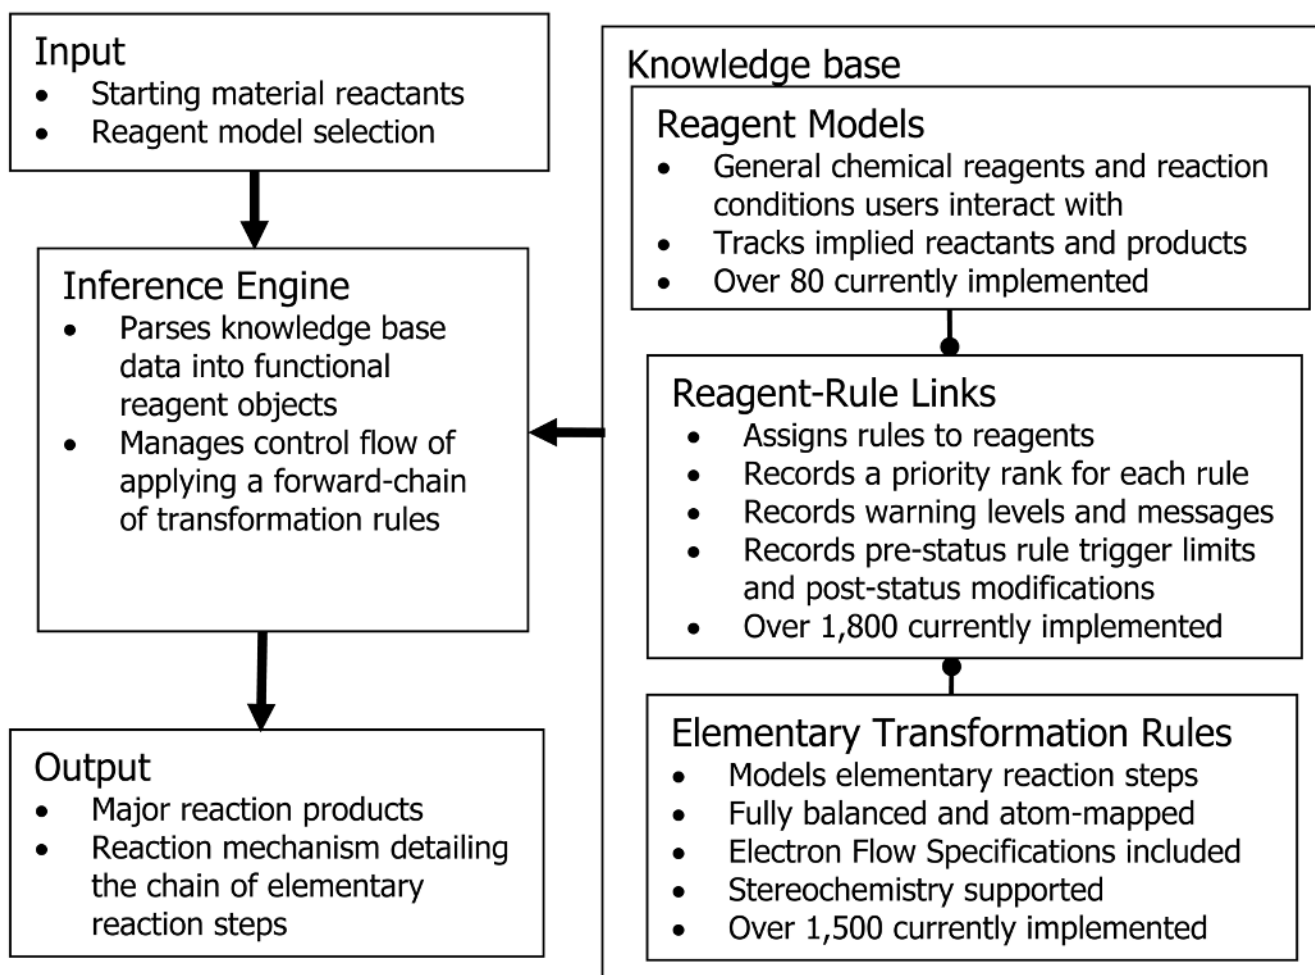 Input
• Starting material reactants
• Reagent model selection
Inference Engine
• Parses knowledge base
data into functional
reagent objects
• Manages control flow of
applying a forward-chain
of transformation rules
Output
• Major reaction products
• Reaction mechanism detailing
the chain of elementary
reaction steps
Knowledge base
Reagent Models
• General chemical reagents and reaction
conditions users interact with
• Tracks implied reactants and products
• Over 80 currently implemented
Reagent-Rule Links
• Assigns rules to reagents
• Records a priority rank for each rule
• Records warning levels and messages
• Records pre-status rule trigger limits
and post-status modifications
• Over 1,800 currently implemented
Elementary Transformation Rules
• Models elementary reaction steps
• Fully balanced and atom-mapped
• Electron Flow Specifications included
• Stereochemistry supported
• Over 1,500 currently implemented